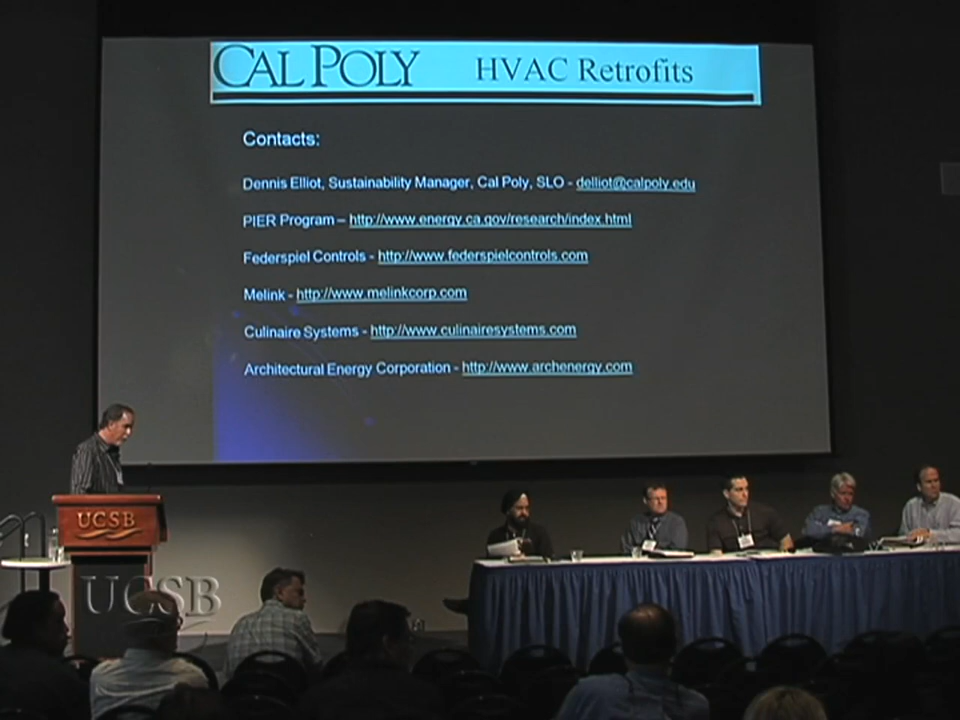 CAL POLY HVAC Retrofits
Contacts:
Dennis Elliot, Sustainability Manager, Cal Poly, SLO - delliot@calpoly.edu
PIER Program – http://www.energy.ca.gov/research/index.html
Federspiel Controls - http://www.federspielcontrols.com
Melink - http://www.melinkcorp.com
Culinaire Systems - http://www.culinairesystems.com
Architectural Energy Corporation - http://www.archenergy.com
UCSB
UCSB